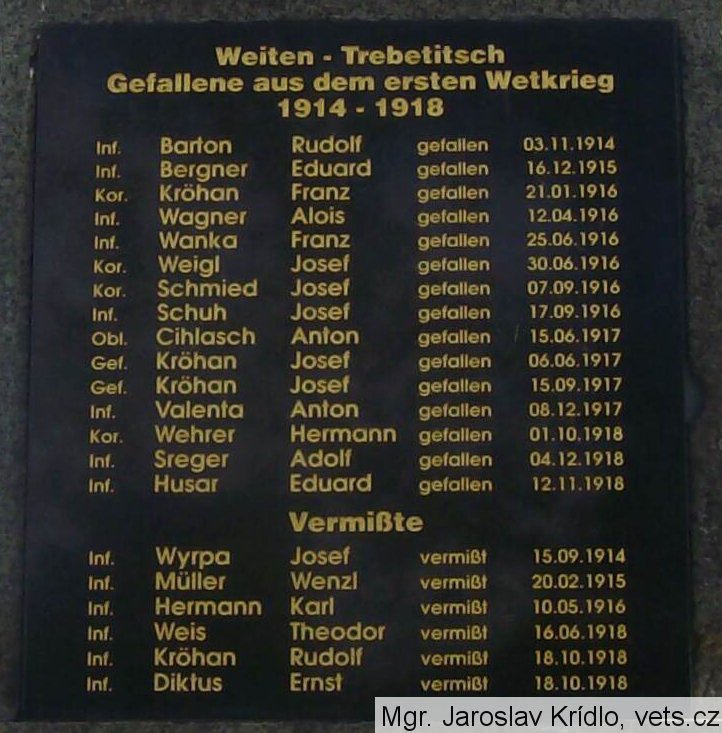 Weiten - Trebetitsch
Gefallene aus dem ersten Wetkrieg
1914 - 1918
Inf. Barton Rudolf gefallen 03.11.1914
Inf. Bergner Eduard gefallen 16.12.1915
Kor. Kröhan Franz gefallen 21.01.1916
Inf. Wagner Alois gefallen 12.04.1916
Inf. Wanka Franz gefallen 25.06.1916
Kor. Weigl Josef gefallen 30.06.1916
Kor. Schmied Josef gefallen 07.09.1916
Inf. Schuh Josef gefallen 17.09.1916
Obl. Cihlasch Anton gefallen 15.06.1917
Gef. Kröhan Josef gefallen 06.06.1917
Gef. Kröhan Josef gefallen 15.09.1917
Inf. Valenta Anton gefallen 08.12.1917
Kor. Wehrer Hermann gefallen 01.10.1918
Inf. Sreger Adolf gefallen 04.12.1918
Inf. Husar Eduard gefallen 12.11.1918
Vermißte
Inf. Wyrpa Josef vermißt 15.09.1914
Inf. Müller Wenzl vermißt 20.02.1915
Inf. Hermann Karl vermißt 10.05.1916
Inf. Weis Theodor vermißt 16.06.1918
Inf. Kröhan Rudolf vermißt 18.10.1918
Inf. Diktus Ernst vermißt 18.10.1918
Mgr. Jaroslav Krídlo, vets.cz